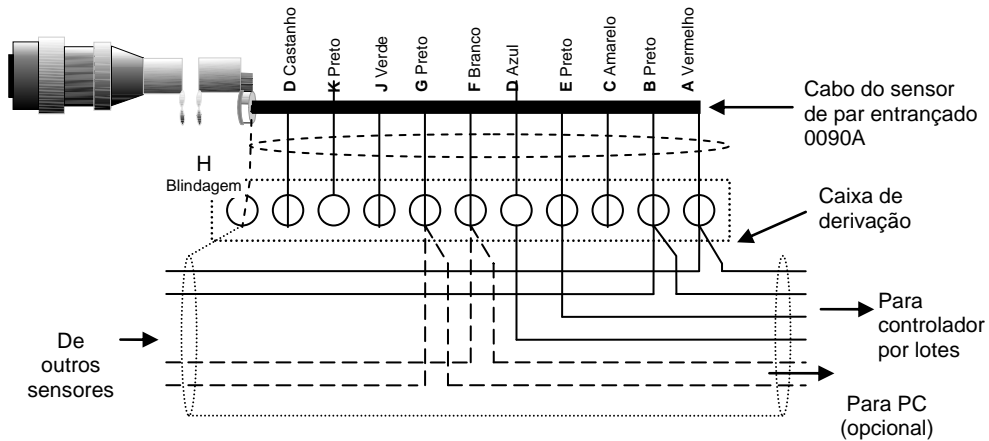 D Castanho
K Preto
J Verde
G Preto
F Branco
D Azul
E Preto
C Amarelo
B Preto
A Vermelho
Cabo do sensor
de par entrançado
0090A
H
Blindagem
Caixa de
derivação
De
outros
sensores
Para
controlador
por lotes
Para PC
(opcional)